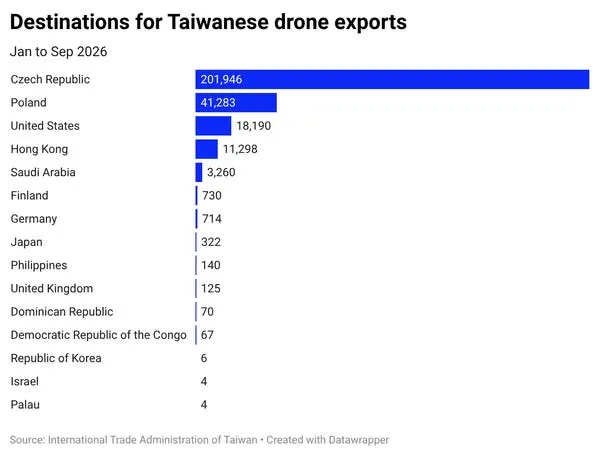 Destinations for Taiwanese drone exports
Jan to Sep 2026
Czech Republic 201,946
Poland 41,283
United States 18,190
Hong Kong 11,298
Saudi Arabia 3,260
Finland 730
Germany 714
Japan 322
Philippines 140
United Kingdom 125
Dominican Republic 70
Democratic Republic of the Congo 67
Republic of Korea 6
Israel 4
Palau 4
Source: International Trade Administration of Taiwan • Created with Datawrapper